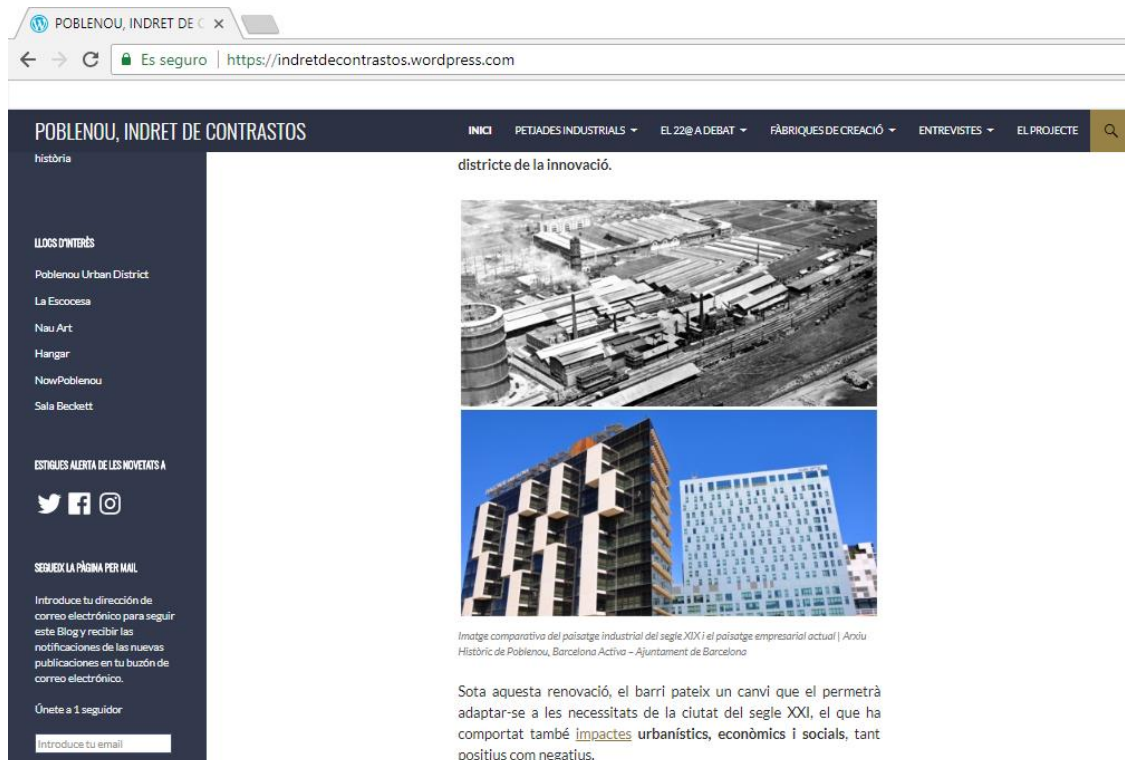 POBLENOU, INDRET DE C
Es seguro
https://indretdecontrastos.wordpress.com
POBLENOU, INDRET DE CONTRASTOS
INICI
PETJADES INDUSTRIALS
EL 22@ A DEBAT
FÀBRIQUES DE CREACIÓ
ENTREVISTES
EL PROJECTE
història
LLOCS D'INTERÈS
Poblenou Urban District
La Escocesa
Nau Art
Hangar
NowPoblenou
Sala Beckett
ESTIGUES ALERTA DE LES NOVETATS A
SEGUEIX LA PÀGINA PER MAIL
Introduce tu dirección de
correo electrónico para seguir
este Blog y recibir las
notificaciones de las nuevas
publicaciones en tu buzón de
correo electrónico.
Únete a 1 seguidor
Introduce tu email
districte de la innovació.
Imatge comparativa del paisatge industrial del segle XIX i el paisatge empresarial actual | Arxiu
Històric de Poblenou, Barcelona Activa – Ajuntament de Barcelona
Sota aquesta renovació, el barri pateix un canvi que el permetrà
adaptar-se a les necessitats de la ciutat del segle XXI, el que ha
comportat també impactes urbanístics, econòmics i socials, tant
positius com negatius.